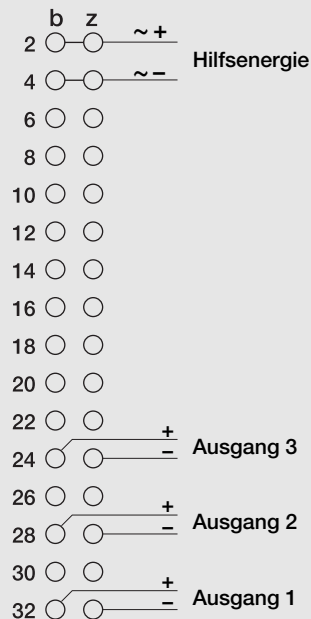 b z
2 ~ +
Hilfsenergie
4 ~ −
6
8
10
12
14
16
18
20
22
+
24 − Ausgang 3
26
+
28 − Ausgang 2
30
+
32 − Ausgang 1